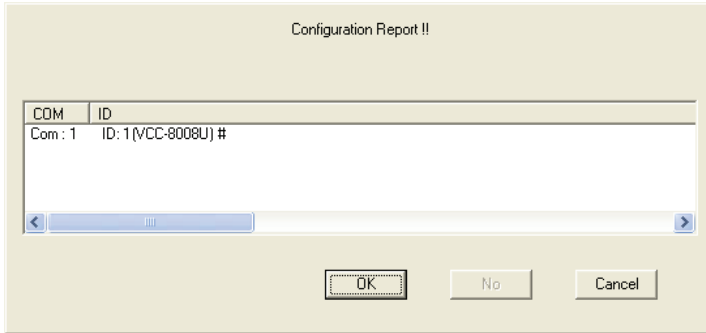 Configuration Report !!
COM ID
Com : 1 ID: 1(VCC-8008U) #
OK No Cancel